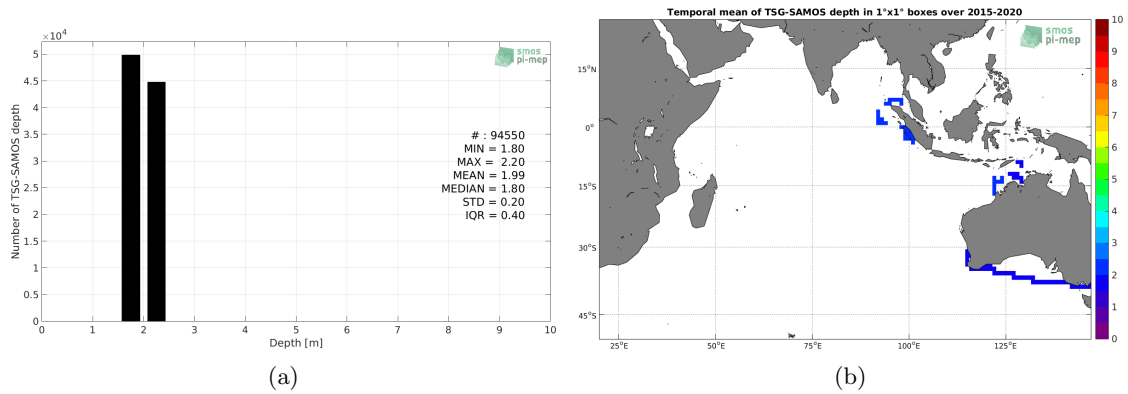 ×10⁴
5
4.5
4
3.5
3
2.5
2
1.5
1
0.5
0
Number of TSG-SAMOS depth
smos
pi-mep
# : 94550
MIN = 1.80
MAX = 2.20
MEAN = 1.99
MEDIAN = 1.80
STD = 0.20
IQR = 0.40
0 1 2 3 4 5 6 7 8 9 10
Depth [m]
(a)
Temporal mean of TSG-SAMOS depth in 1°x1° boxes over 2015-2020
smos
pi-mep
15°N
0°
15°S
30°S
45°S
25°E 50°E 75°E 100°E 125°E
10
9
8
7
6
5
4
3
2
1
0
(b)